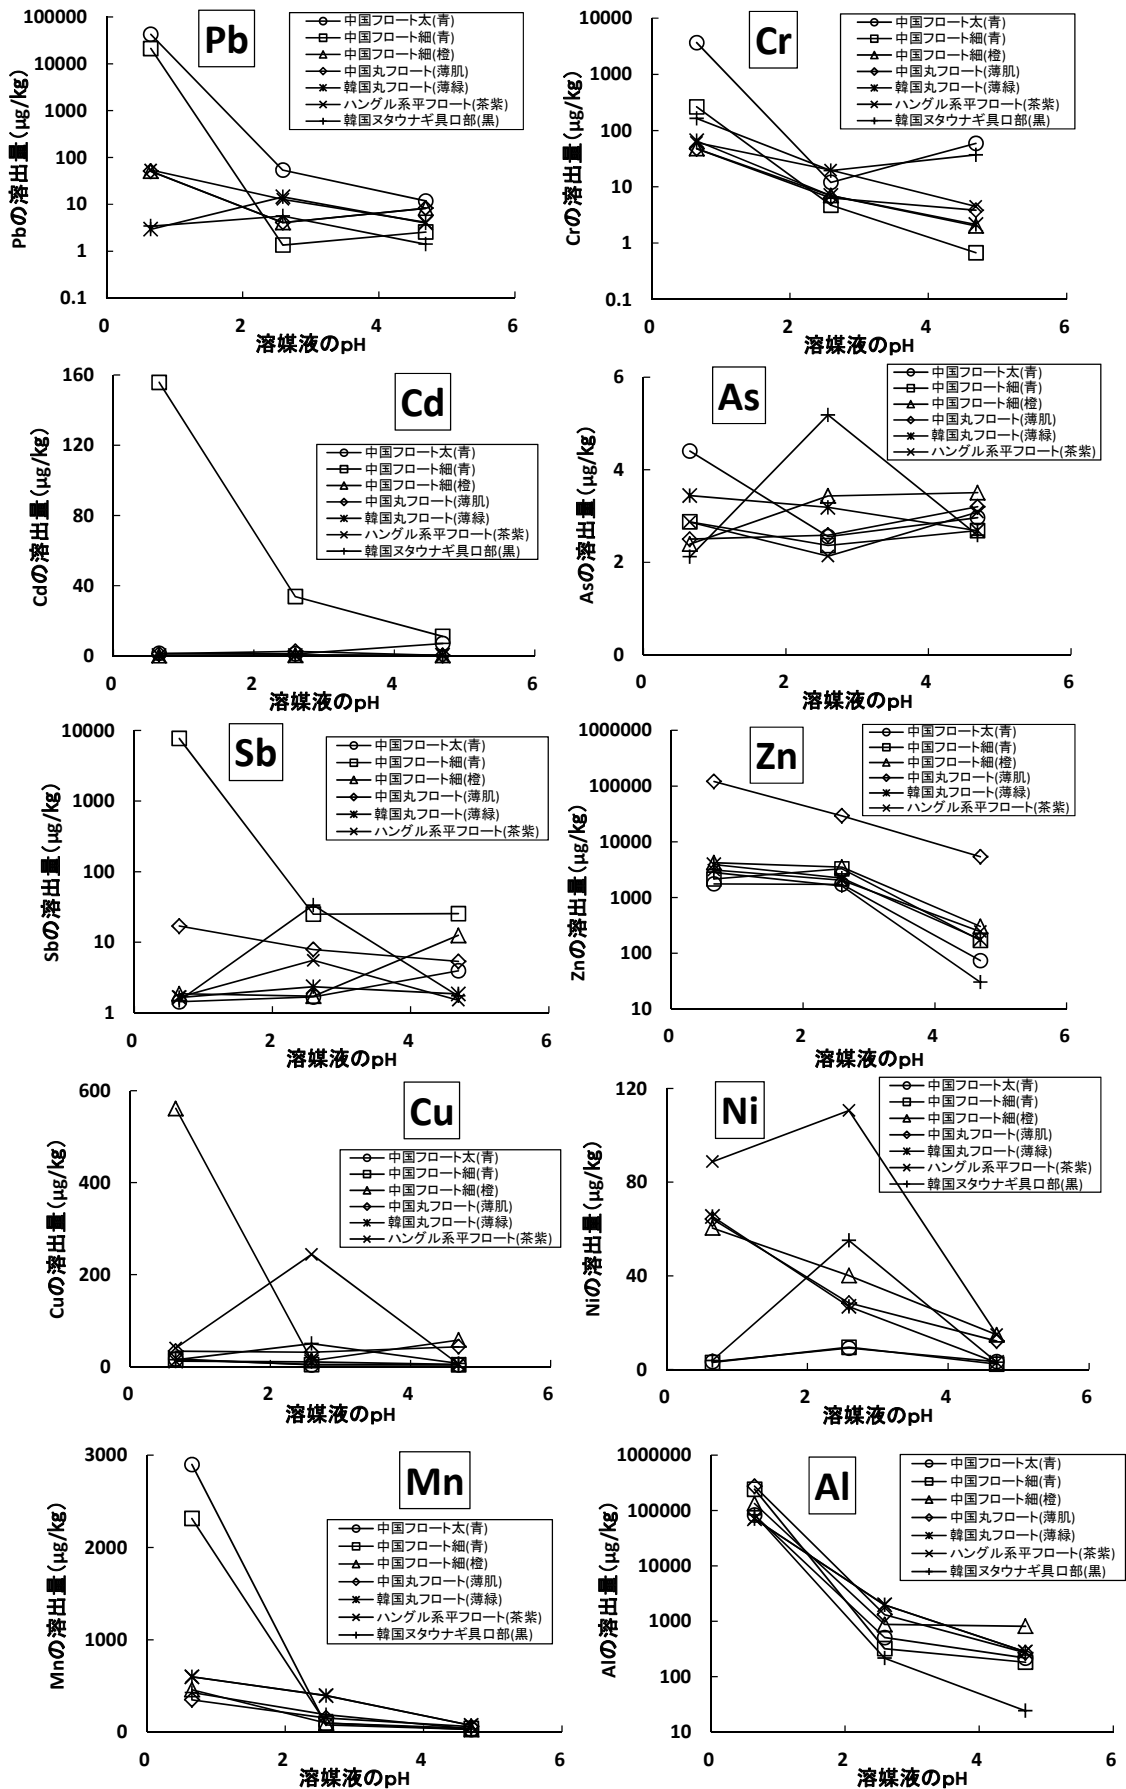 Pb
Pbの溶出量(μg/kg)
100000
10000
1000
100
10
1
0.1
中国フロート太(青)
中国フロート細(青)
中国フロート細(橙)
中国丸フロート(薄肌)
韓国丸フロート(薄緑)
ハングル系平フロート(茶紫)
韓国ヌタウナギ具口部(黒)
0 2 4 6
溶媒液のpH
Cr
Crの溶出量(μg/kg)
10000
1000
100
10
1
0.1
中国フロート太(青)
中国フロート細(青)
中国フロート細(橙)
中国丸フロート(薄肌)
韓国丸フロート(薄緑)
ハングル系平フロート(茶紫)
韓国ヌタウナギ具口部(黒)
0 2 4 6
溶媒液のpH
Cd
Cdの溶出量(μg/kg)
160
120
80
40
0
中国フロート太(青)
中国フロート細(青)
中国フロート細(橙)
中国丸フロート(薄肌)
韓国丸フロート(薄緑)
ハングル系平フロート(茶紫)
韓国ヌタウナギ具口部(黒)
0 2 4 6
溶媒液のpH
As
Asの溶出量(μg/kg)
6
4
2
0
中国フロート太(青)
中国フロート細(青)
中国フロート細(橙)
中国丸フロート(薄肌)
韓国丸フロート(薄緑)
ハングル系平フロート(茶紫)
0 2 4 6
溶媒液のpH
Sb
Sbの溶出量(μg/kg)
10000
1000
100
10
1
中国フロート太(青)
中国フロート細(青)
中国フロート細(橙)
中国丸フロート(薄肌)
韓国丸フロート(薄緑)
ハングル系平フロート(茶紫)
0 2 4 6
溶媒液のpH
Zn
Znの溶出量(μg/kg)
1000000
100000
10000
1000
100
10
中国フロート太(青)
中国フロート細(青)
中国フロート細(橙)
中国丸フロート(薄肌)
韓国丸フロート(薄緑)
ハングル系平フロート(茶紫)
0 2 4 6
溶媒液のpH
Cu
Cuの溶出量(μg/kg)
600
400
200
0
中国フロート太(青)
中国フロート細(青)
中国フロート細(橙)
中国丸フロート(薄肌)
韓国丸フロート(薄緑)
ハングル系平フロート(茶紫)
0 2 4 6
溶媒液のpH
Ni
Niの溶出量(μg/kg)
120
80
40
0
中国フロート太(青)
中国フロート細(青)
中国フロート細(橙)
中国丸フロート(薄肌)
韓国丸フロート(薄緑)
ハングル系平フロート(茶紫)
韓国ヌタウナギ具口部(黒)
0 2 4 6
溶媒液のpH
Mn
Mnの溶出量(μg/kg)
3000
2000
1000
0
中国フロート太(青)
中国フロート細(青)
中国フロート細(橙)
中国丸フロート(薄肌)
韓国丸フロート(薄緑)
ハングル系平フロート(茶紫)
韓国ヌタウナギ具口部(黒)
0 2 4 6
溶媒液のpH
Al
Alの溶出量(μg/kg)
1000000
100000
10000
1000
100
10
中国フロート太(青)
中国フロート細(青)
中国フロート細(橙)
中国丸フロート(薄肌)
韓国丸フロート(薄緑)
ハングル系平フロート(茶紫)
韓国ヌタウナギ具口部(黒)
0 2 4 6
溶媒液のpH